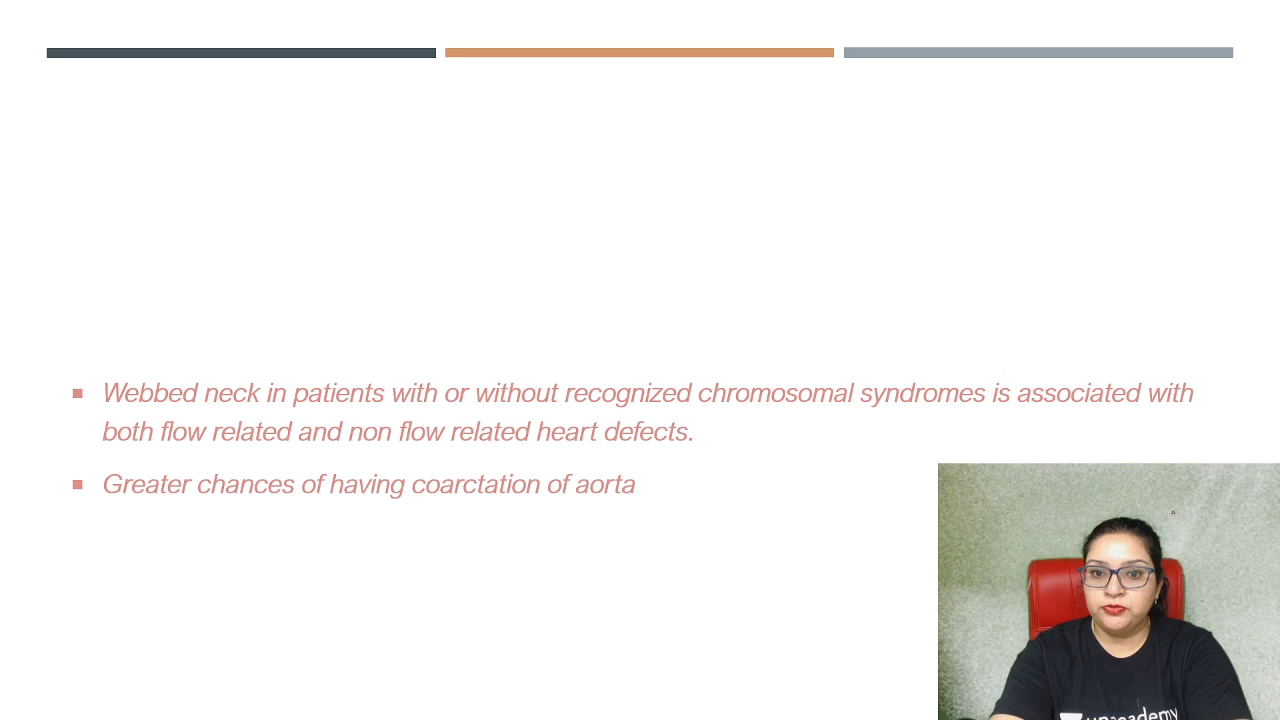 Webbed neck in patients with or without recognized chromosomal syndromes is associated with
both flow related and non flow related heart defects.
Greater chances of having coarctation of aorta
unacademy